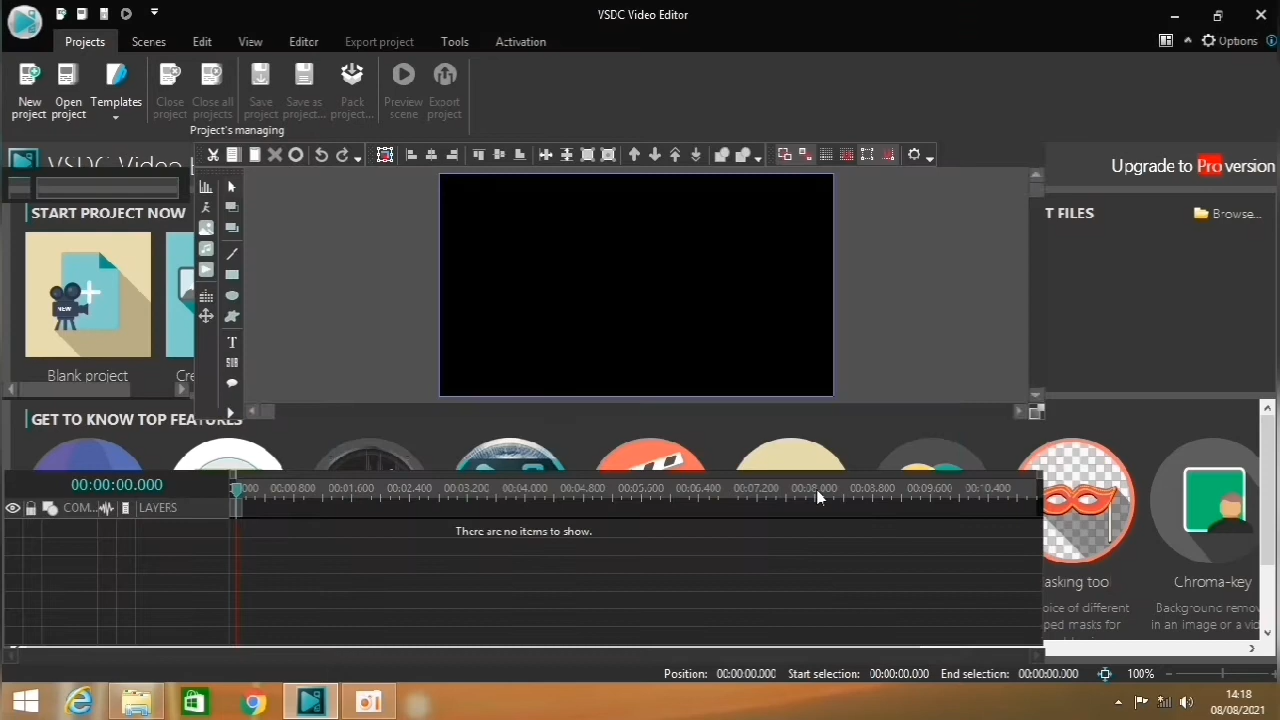 VSDC Video Editor
Projects Scenes Edit View Editor Export project Tools Activation
Options
New project
Open project
Templates
Close project
Close all projects
Save project
Save as project...
Pack project...
Preview scene
Export project
Project's managing
VSDC Video
Upgrade to Pro version
START PROJECT NOW
T FILES
Browse...
NEW
Blank project
Cre
T
SUB
GET TO KNOW TOP FEATURES
00:00:00.000
000 00:00.800 00:01.600 00:02.400 00:03.200 00:04.000 00:04.800 00:05.600 00:06.400 00:07.200 00:08.000 00:08.800 00:09.600 00:10.400
COM... LAYERS
There are no items to show.
asking tool
Chroma-key
oice of different
ped masks for
Background remov
in an image or a vid
Position: 00:00:00.000 Start selection: 00:00:00.000 End selection: 00:00:00.000 100%
14:18
08/08/2021